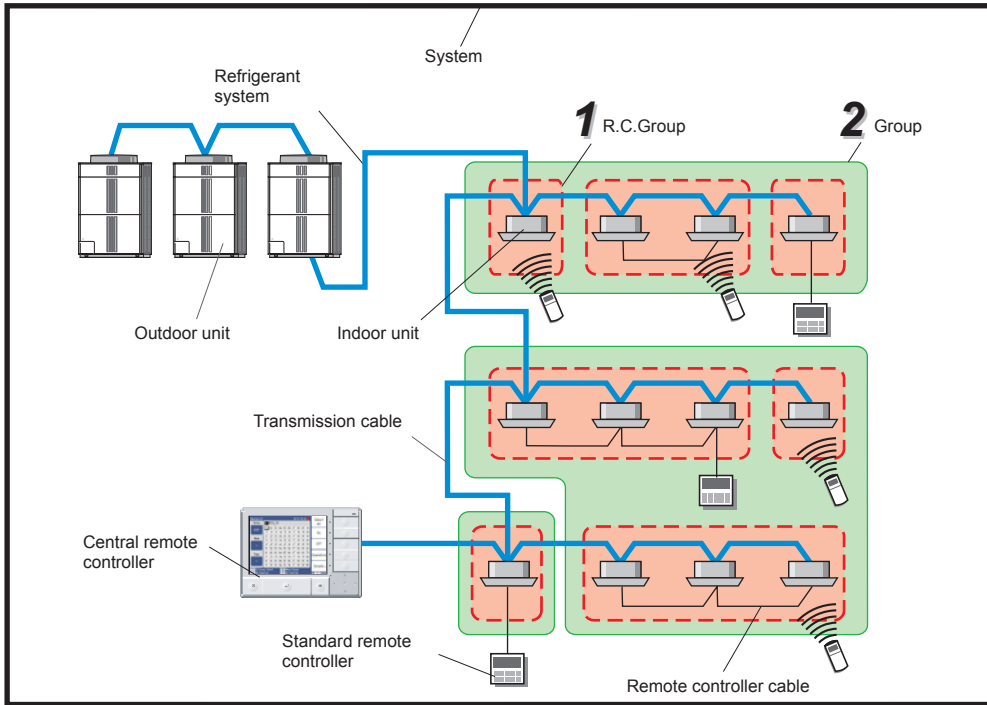 System
Refrigerant
system
1 R.C.Group
2 Group
Outdoor unit
Indoor unit
Transmission cable
Central remote
controller
Standard remote
controller
Remote controller cable